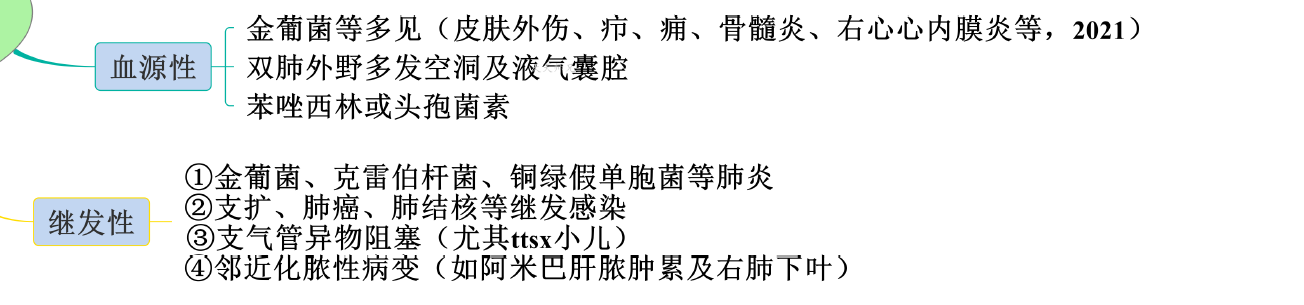 血源性
金葡菌等多见（皮肤外伤、疖、痈、骨髓炎、右心心内膜炎等，2021）
双肺外野多发空洞及液气囊腔
苯唑西林或头孢菌素
继发性
①金葡菌、克雷伯杆菌、铜绿假单胞菌等肺炎
②支扩、肺癌、肺结核等继发感染
③支气管异物阻塞（尤其ttsx小儿）
④邻近化脓性病变（如阿米巴肝脓肿累及右肺下叶）